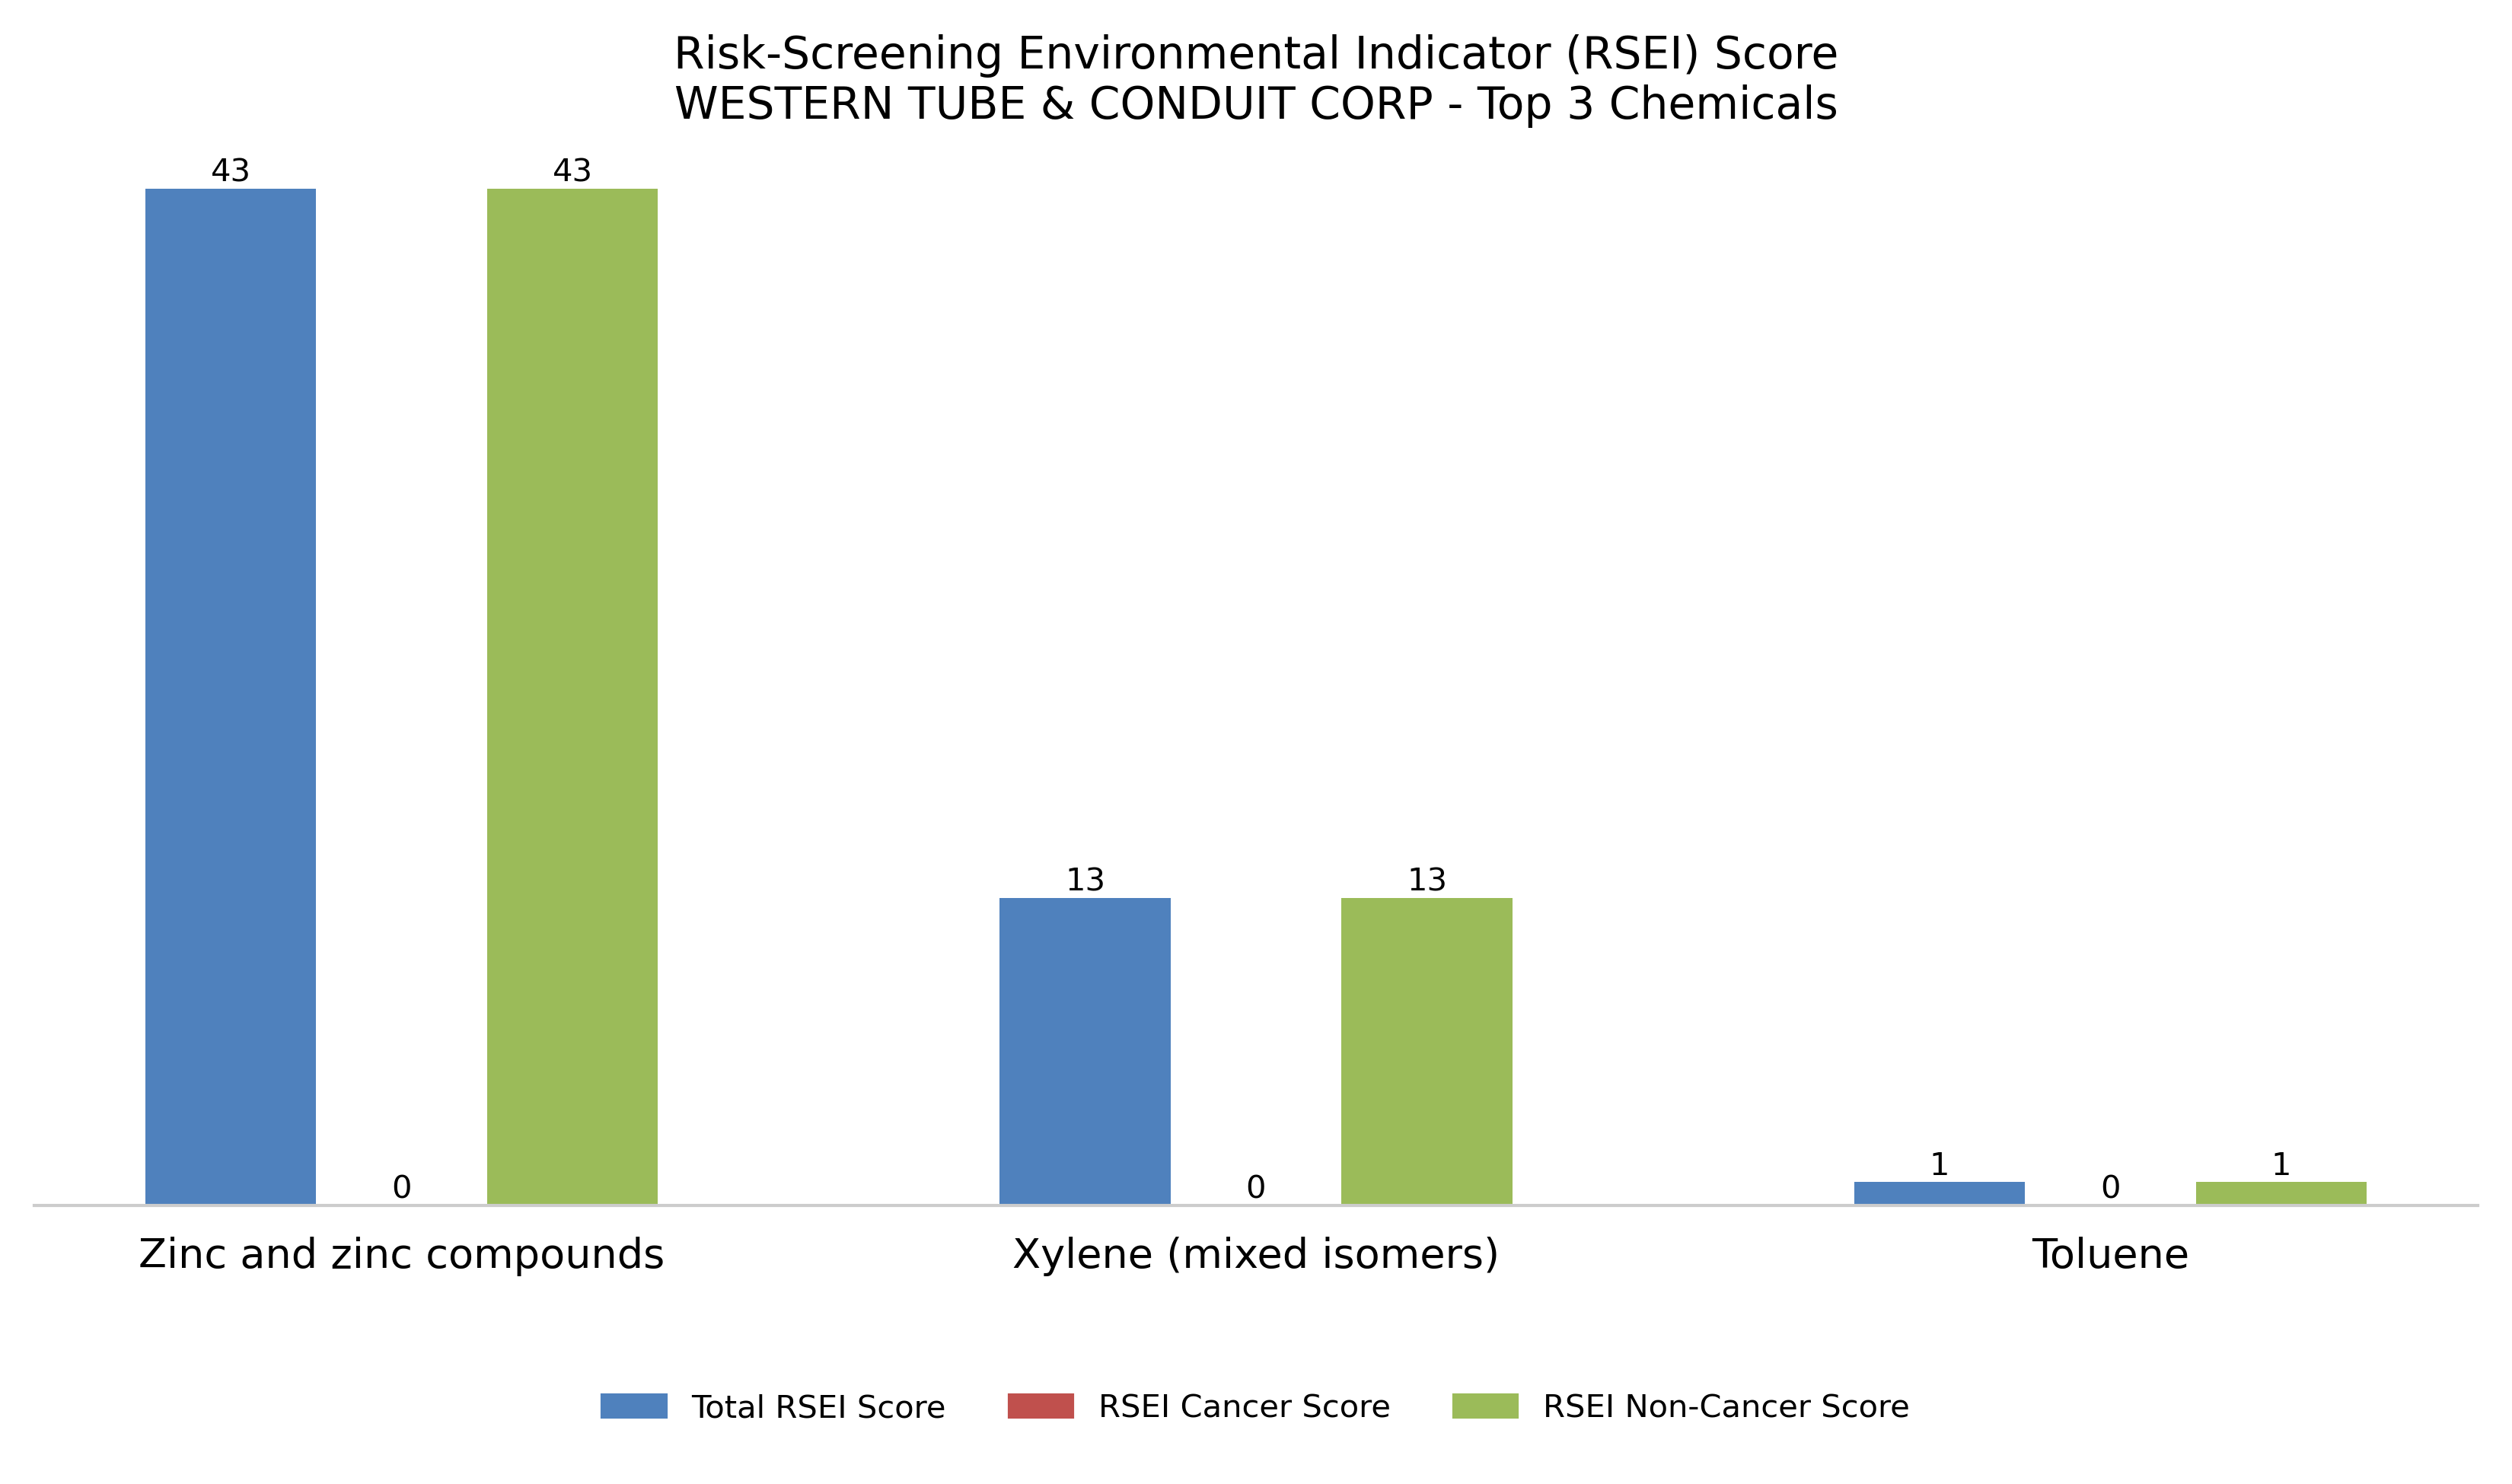 Risk-Screening Environmental Indicator (RSEI) Score
WESTERN TUBE & CONDUIT CORP - Top 3 Chemicals
43
0
43
13
0
13
1
0
1
Zinc and zinc compounds
Xylene (mixed isomers)
Toluene
Total RSEI Score
RSEI Cancer Score
RSEI Non-Cancer Score